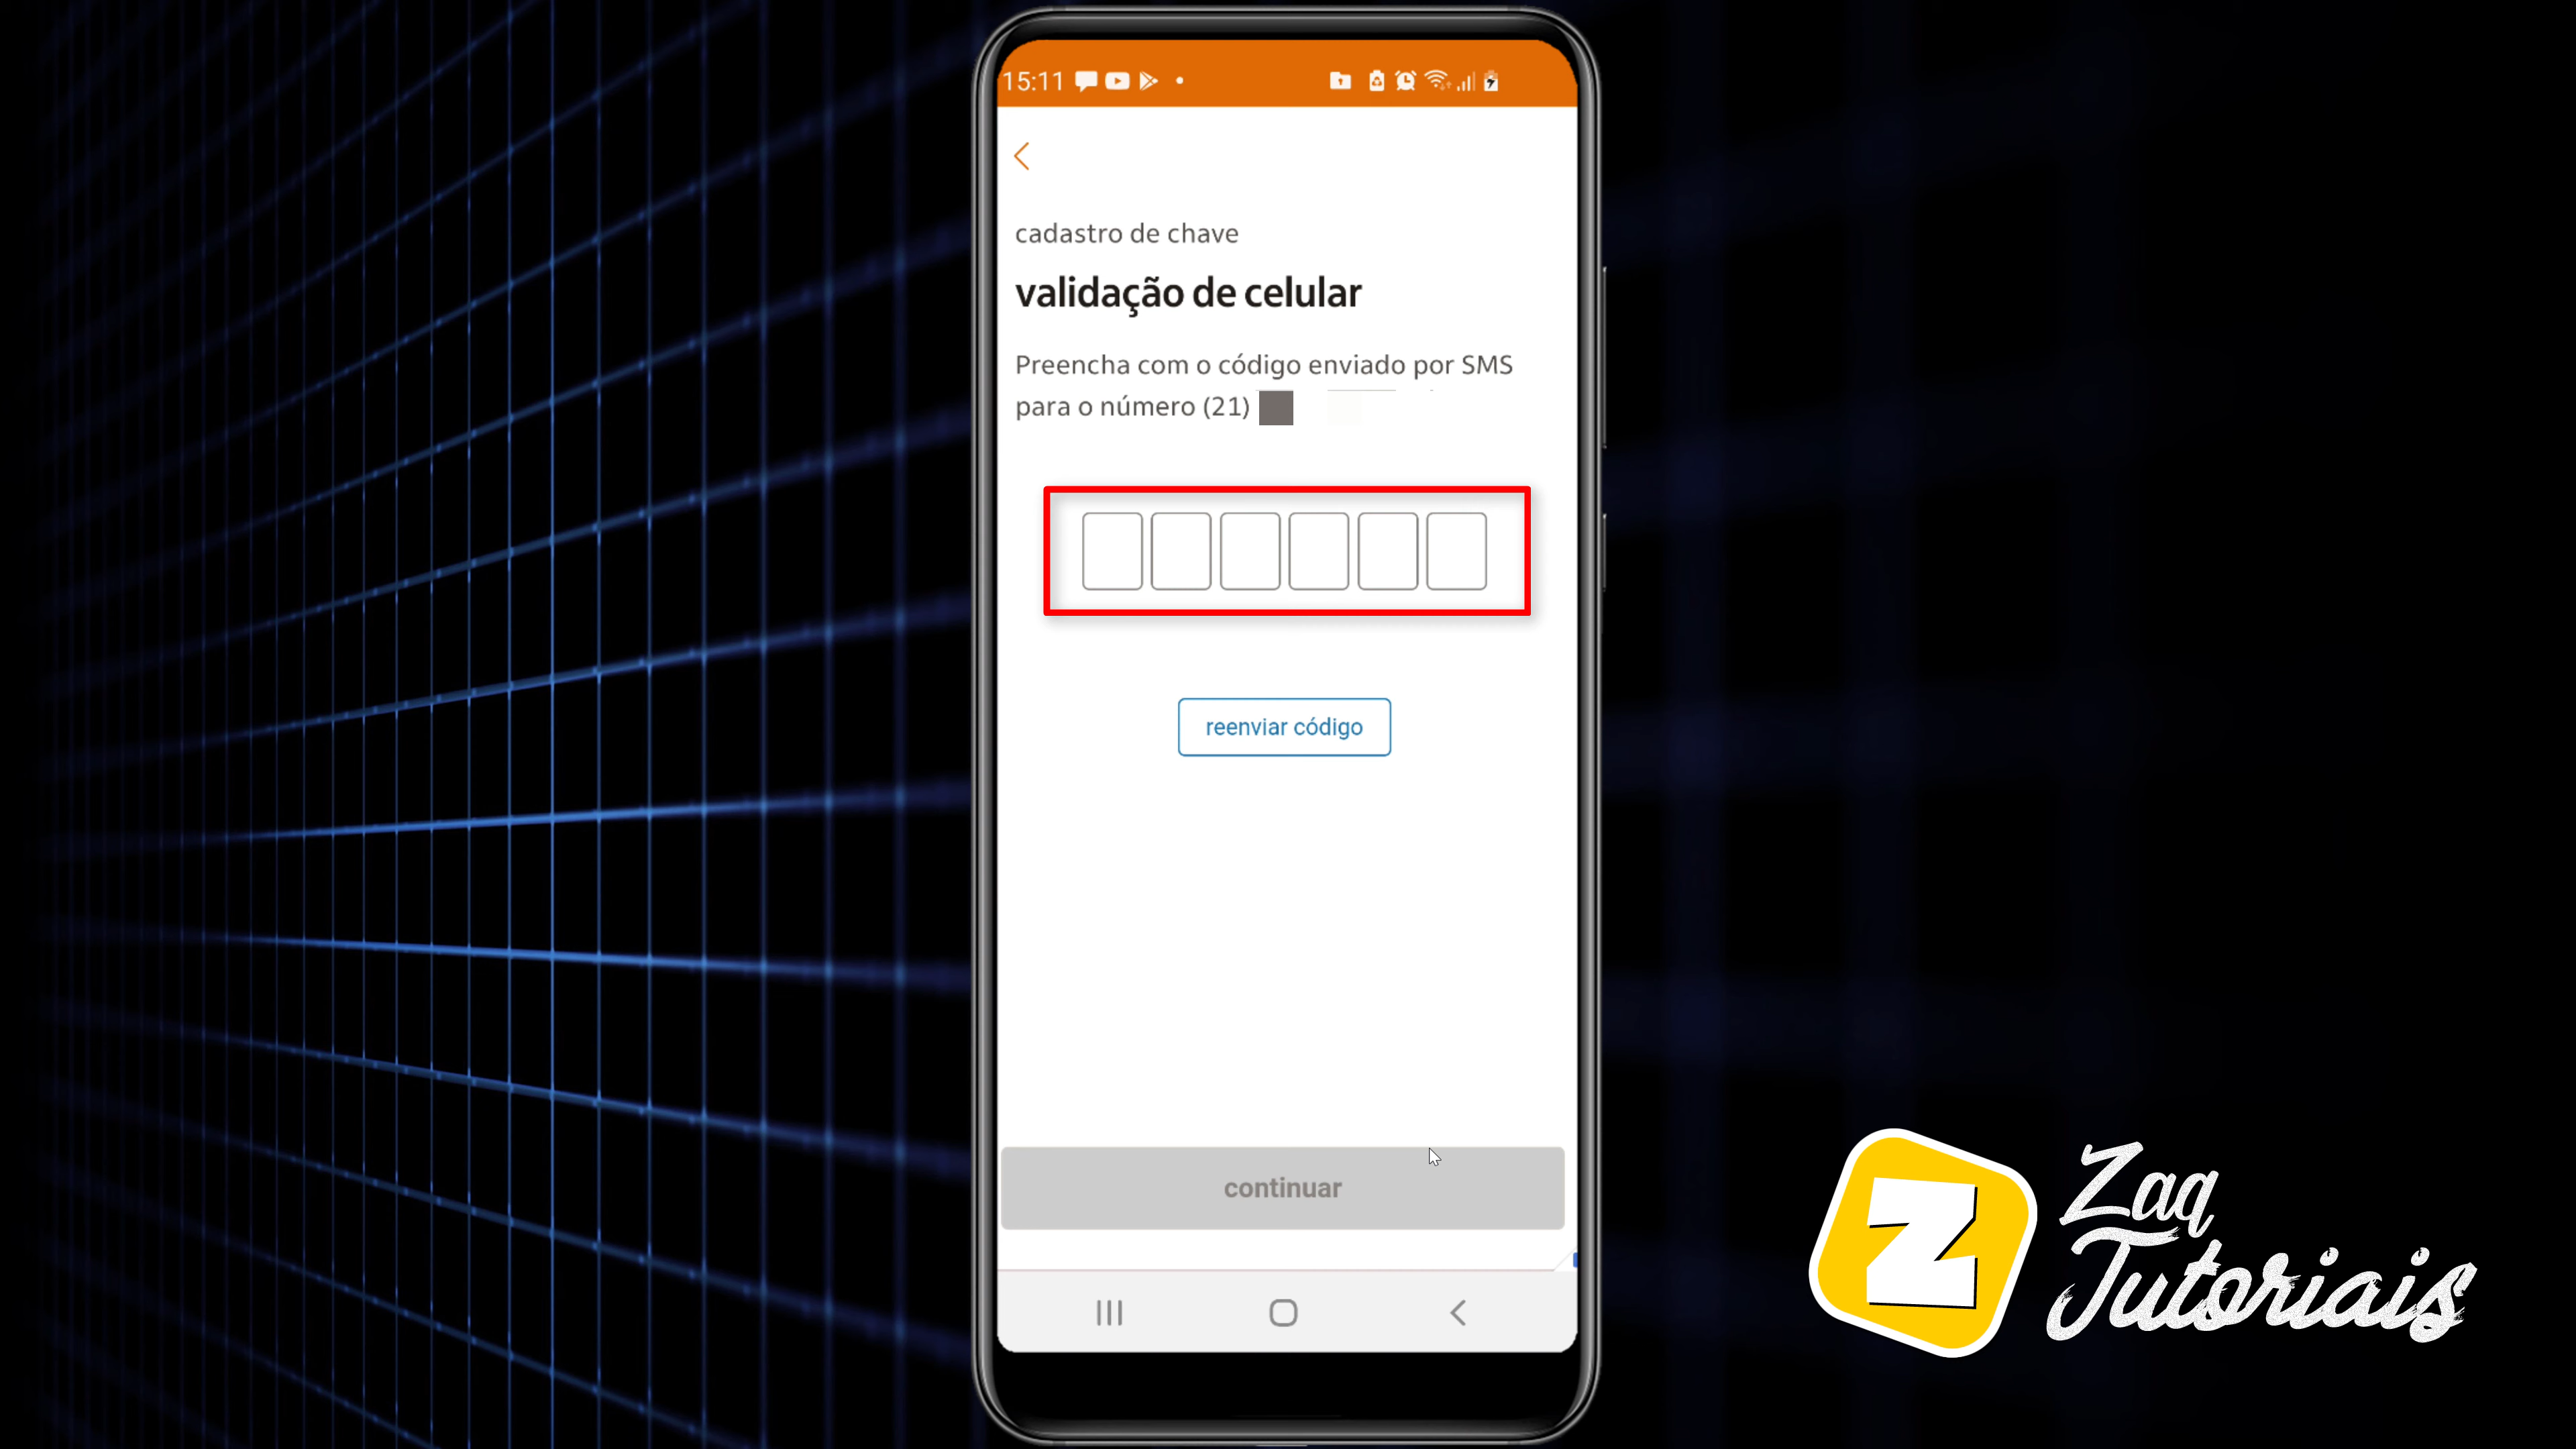 15:11
cadastro de chave
validação de celular
Preencha com o código enviado por SMS
para o número (21)
reenviar código
continuar
Z
Zaq
Tutoriais